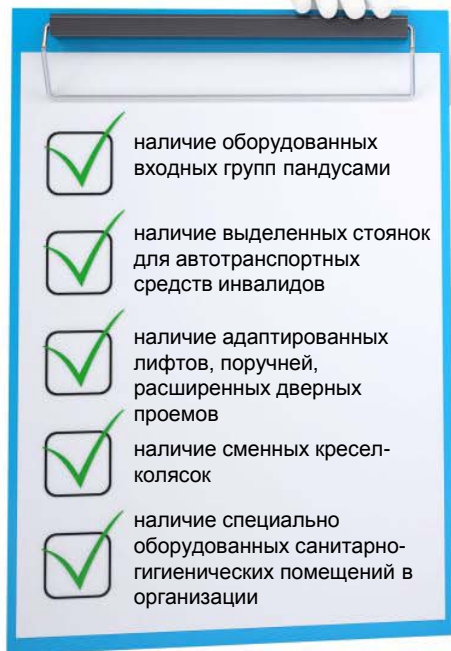 наличие оборудованных
входных групп пандусами
наличие выделенных стоянок
для автотранспортных
средств инвалидов
наличие адаптированных
лифтов, поручней,
расширенных дверных
проемов
наличие сменных кресел-
колясок
наличие специально
оборудованных санитарно-
гигиенических помещений в
организации